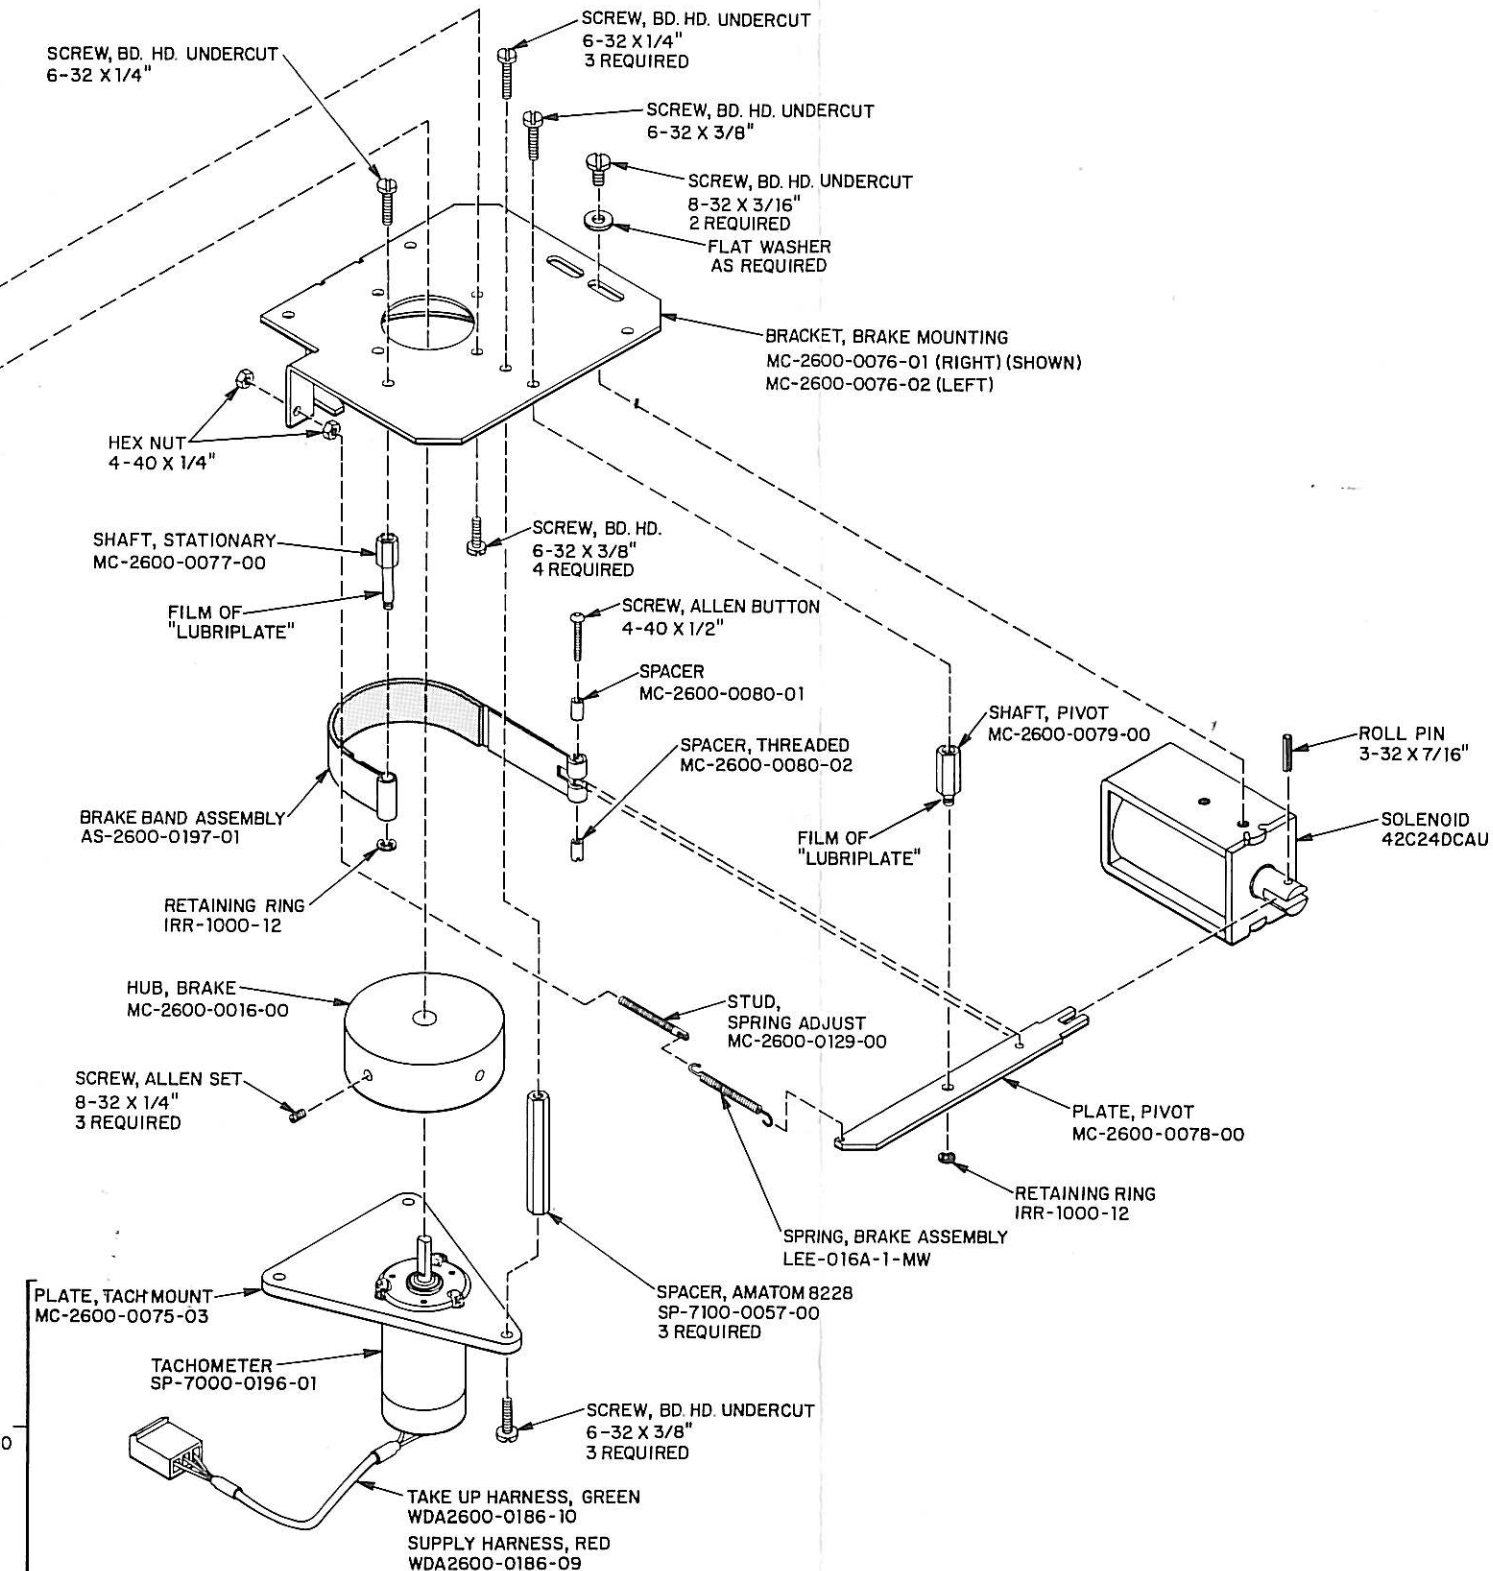 SCREW, BD. HD. UNDERCUT
6-32 X 1/4"
3 REQUIRED
SCREW, BD. HD. UNDERCUT
6-32 X 1/4"
SCREW, BD. HD. UNDERCUT
6-32 X 3/8"
SCREW, BD. HD. UNDERCUT
8-32 X 3/16"
2 REQUIRED
FLAT WASHER
AS REQUIRED
BRACKET, BRAKE MOUNTING
MC-2600-0076-01 (RIGHT) (SHOWN)
MC-2600-0076-02 (LEFT)
HEX NUT
4-40 X 1/4"
SHAFT, STATIONARY
MC-2600-0077-00
SCREW, BD. HD.
6-32 X 3/8"
4 REQUIRED
FILM OF
"LUBRIPLATE"
SCREW, ALLEN BUTTON
4-40 X 1/2"
SPACER
MC-2600-0080-01
SHAFT, PIVOT
MC-2600-0079-00
ROLL PIN
3-32 X 7/16"
SPACER, THREADED
MC-2600-0080-02
BRAKE BAND ASSEMBLY
AS-2600-0197-01
FILM OF
"LUBRIPLATE"
SOLENOID
42C24DCAU
RETAINING RING
IRR-1000-12
HUB, BRAKE
MC-2600-0016-00
STUD,
SPRING ADJUST
MC-2600-0129-00
SCREW, ALLEN SET
8-32 X 1/4"
3 REQUIRED
PLATE, PIVOT
MC-2600-0078-00
RETAINING RING
IRR-1000-12
SPRING, BRAKE ASSEMBLY
LEE-016A-1-MW
PLATE, TACH MOUNT
MC-2600-0075-03
SPACER, AMATOM 8228
SP-7100-0057-00
3 REQUIRED
TACHOMETER
SP-7000-0196-01
SCREW, BD. HD. UNDERCUT
6-32 X 3/8"
3 REQUIRED
0
TAKE UP HARNESS, GREEN
WDA2600-0186-10
SUPPLY HARNESS, RED
WDA2600-0186-09